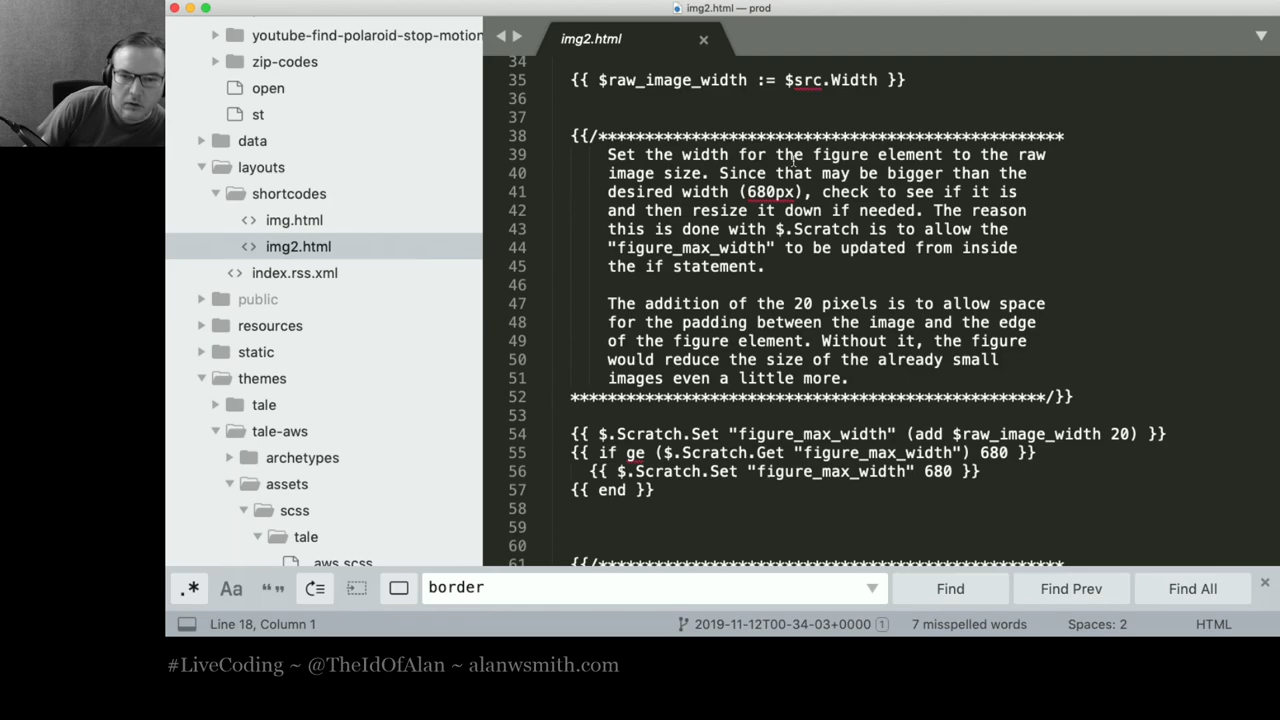 img2.html — prod
youtube-find-polaroid-stop-motion
zip-codes
open
st
data
layouts
shortcodes
img.html
img2.html
index.rss.xml
public
resources
static
themes
tale
tale-aws
archetypes
assets
scss
tale
aws.scss
img2.html
34
35 {{ $raw_image_width := $src.Width }}
36
37
38 {{/**************************************************
39 Set the width for the figure element to the raw
40 image size. Since that may be bigger than the
41 desired width (680px), check to see if it is
42 and then resize it down if needed. The reason
43 this is done with $.Scratch is to allow the
44 "figure_max_width" to be updated from inside
45 the if statement.
46
47 The addition of the 20 pixels is to allow space
48 for the padding between the image and the edge
49 of the figure element. Without it, the figure
50 would reduce the size of the already small
51 images even a little more.
52 ***************************************************/}}
53
54 {{ $.Scratch.Set "figure_max_width" (add $raw_image_width 20) }}
55 {{ if ge ($.Scratch.Get "figure_max_width") 680 }}
56 {{ $.Scratch.Set "figure_max_width" 680 }}
57 {{ end }}
58
59
60
61 {{/**************************************************
.* Aa “” border Find Find Prev Find All
Line 18, Column 1 2019-11-12T00-34-03+0000 1 7 misspelled words Spaces: 2 HTML
#LiveCoding ~ @TheIdOfAlan ~ alanwsmith.com